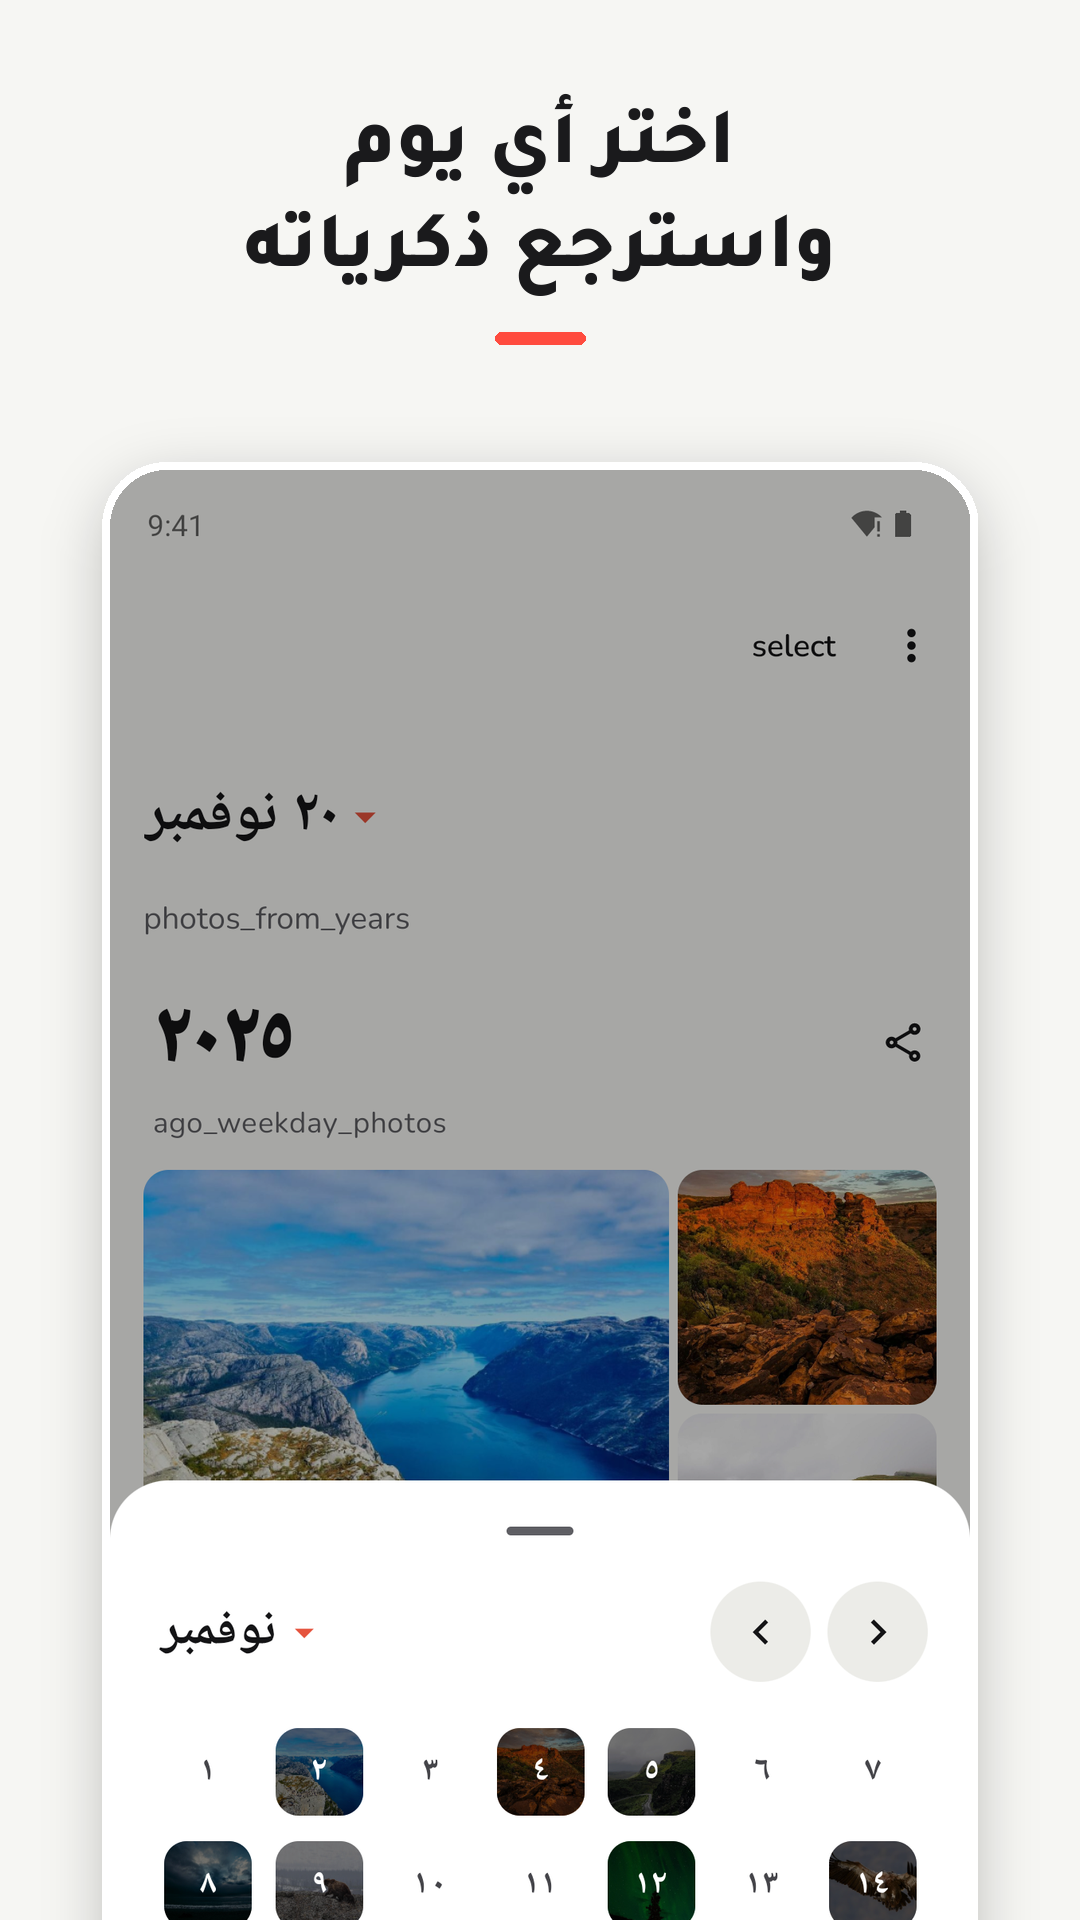 اختر أي يوم
واسترجع ذكرياته
9:41
select
٢٠ نوفمبر
photos_from_years
٢٠٢٥
ago_weekday_photos
نوفمبر
١ ٢ ٣ ٤ ٥ ٦ ٧
٨ ٩ ١٠ ١١ ١٢ ١٣ ١٤